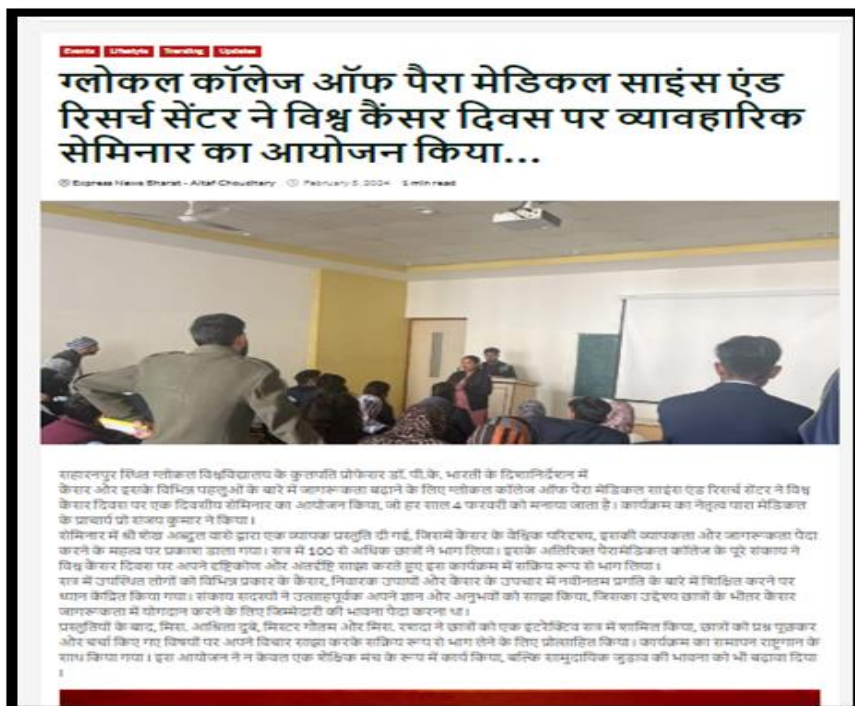 Events Lifestyle Trending Updates
ग्लोकल कॉलेज ऑफ पैरा मेडिकल साइंस एंड
रिसर्च सेंटर ने विश्व कैंसर दिवस पर व्यावहारिक
सेमिनार का आयोजन किया...
Express News Bharat - Altaf Choudhary February 5, 2024 1 min read
सहारनपुर स्थित ग्लोकल विश्वविद्यालय के कुलपति प्रोफेसर डॉ. पी.के. भारती के दिशानिर्देशन में
कैंसर और इसके विभिन्न पहलुओं के बारे में जागरूकता बढ़ाने के लिए ग्लोकल कॉलेज ऑफ पैरा मेडिकल साइंस एंड रिसर्च सेंटर ने विश्व
कैंसर दिवस पर एक दिवसीय सेमिनार का आयोजन किया, जो हर साल 4 फरवरी को मनाया जाता है। कार्यक्रम का नेतृत्व पारा मेडिकल
के प्राचार्य प्रो संजय कुमार ने किया।
सेमिनार में श्री शेख अब्दुल वासे द्वारा एक व्यापक प्रस्तुति दी गई, जिसमें कैंसर के वैश्विक परिदृश्य, इसकी व्यापकता और जागरूकता पैदा
करने के महत्व पर प्रकाश डाला गया। सत्र में 100 से अधिक छात्रों ने भाग लिया। इसके अतिरिक्त पैरामेडिकल कॉलेज के पूरे संकाय ने
विश्व कैंसर दिवस पर अपने दृष्टिकोण और अंतर्दृष्टि साझा करते हुए इस कार्यक्रम में सक्रिय रूप से भाग लिया।
सत्र में उपस्थित लोगों को विभिन्न प्रकार के कैंसर, निवारक उपायों और कैंसर के उपचार में नवीनतम प्रगति के बारे में शिक्षित करने पर
ध्यान केंद्रित किया गया। संकाय सदस्यों ने उत्साहपूर्वक अपने ज्ञान और अनुभवों को साझा किया, जिसका उद्देश्य छात्रों के भीतर कैंसर
जागरूकता में योगदान करने के लिए जिम्मेदारी की भावना पैदा करना था।
प्रस्तुतियों के बाद, मिस. आश्रिता दुबे, मिस्टर गौतम और मिस. रशदा ने छात्रों को एक इंटरैक्टिव सत्र में शामिल किया, छात्रों को प्रश्न पूछकर
और चर्चा किए गए विषयों पर अपने विचार साझा करके सक्रिय रूप से भाग लेने के लिए प्रोत्साहित किया। कार्यक्रम का समापन राष्ट्रगान के
साथ किया गया। इस आयोजन ने न केवल एक शैक्षिक मंच के रूप में कार्य किया, बल्कि सामुदायिक जुड़ाव की भावना को भी बढ़ावा दिया
।